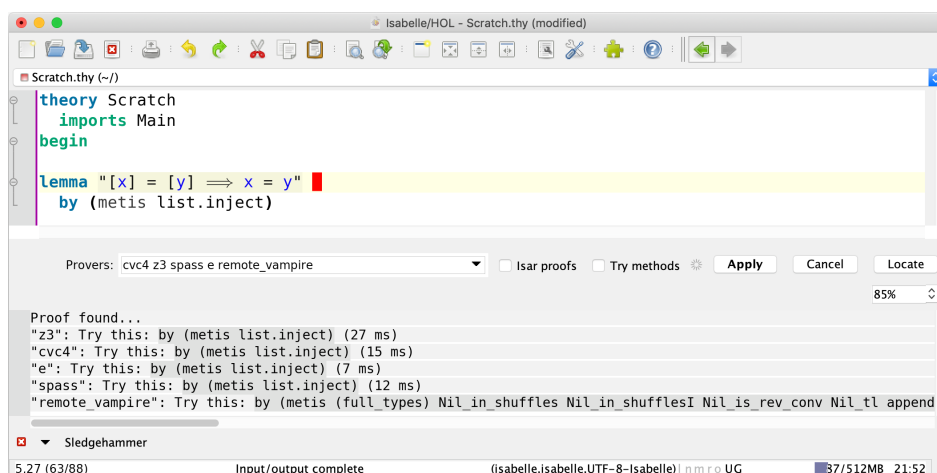 Isabelle/HOL - Scratch.thy (modified)
Scratch.thy (~/)
theory Scratch
imports Main
begin
lemma "[x] = [y] ⟹ x = y"
by (metis list.inject)
Provers: cvc4 z3 spass e remote_vampire Isar proofs Try methods Apply Cancel Locate
85%
Proof found...
"z3": Try this: by (metis list.inject) (27 ms)
"cvc4": Try this: by (metis list.inject) (15 ms)
"e": Try this: by (metis list.inject) (7 ms)
"spass": Try this: by (metis list.inject) (12 ms)
"remote_vampire": Try this: by (metis (full_types) Nil_in_shuffles Nil_in_shufflesI Nil_is_rev_conv Nil_tl append
Sledgehammer
5,27 (63/88) Input/output complete (isabelle,isabelle,UTF-8-Isabelle) n m r o UG 87/512MB 21:52